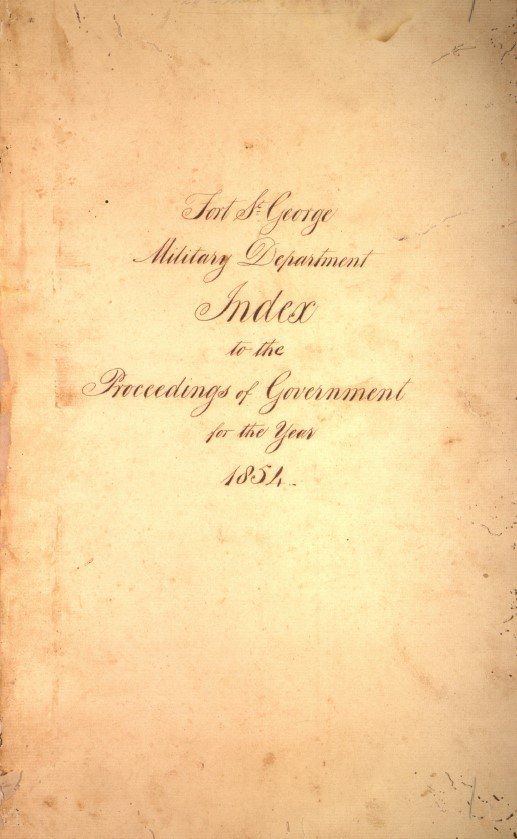 Fort St. George
Military Department
Index
to the
Proceedings of Government
for the Year
1854.